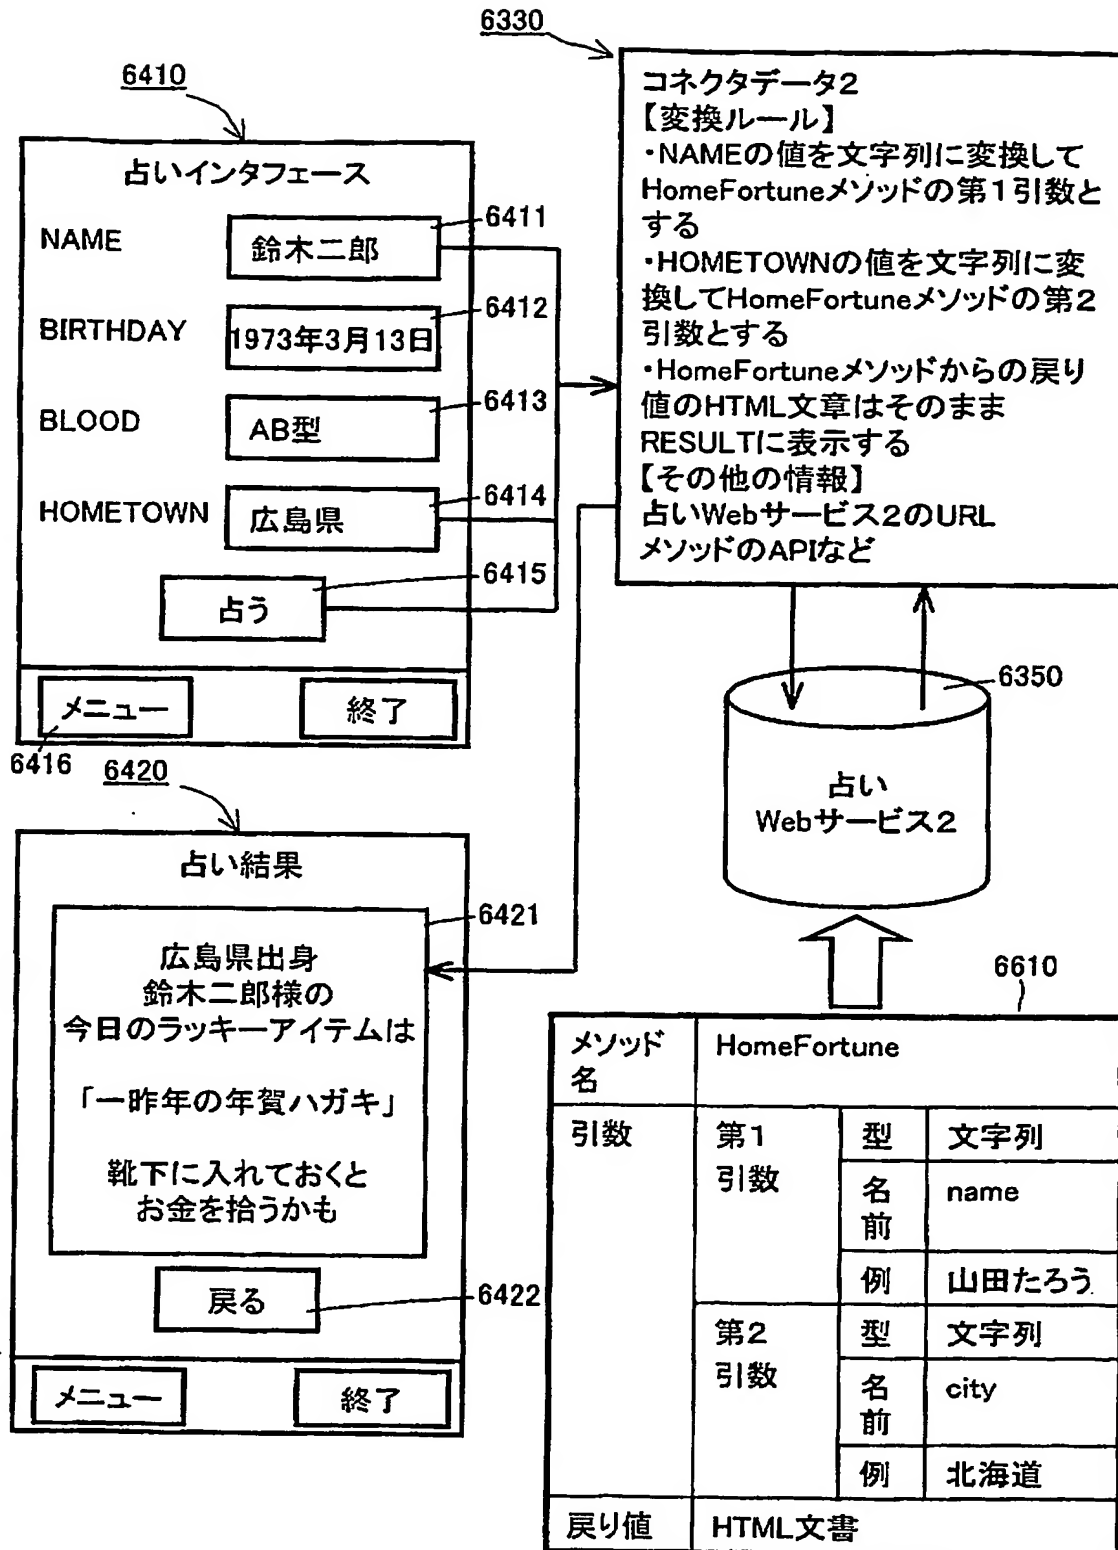 6330
6410
コネクタデータ2
【変換ルール】
・NAMEの値を文字列に変換して
HomeFortuneメソッドの第1引数と
する
・HOMETOWNの値を文字列に変
換してHomeFortuneメソッドの第2
引数とする
・HomeFortuneメソッドからの戻り
値のHTML文章はそのまま
RESULTに表示する
【その他の情報】
占いWebサービス2のURL
メソッドのAPIなど
占いインタフェース
NAME
鈴木二郎
6411
BIRTHDAY
1973年3月13日
6412
BLOOD
AB型
6413
HOMETOWN
広島県
6414
占う
6415
メニュー
終了
6416
6350
占い
Webサービス2
6420
占い結果
6421
広島県出身
鈴木二郎様の
今日のラッキーアイテムは
「一昨年の年賀ハガキ」
靴下に入れておくと
お金を拾うかも
戻る
6422
メニュー
終了
6610
メソッド
名
HomeFortune
引数
第1
引数
型
文字列
名
前
name
例
山田たろう
第2
引数
型
文字列
名
前
city
例
北海道
戻り値
HTML文書